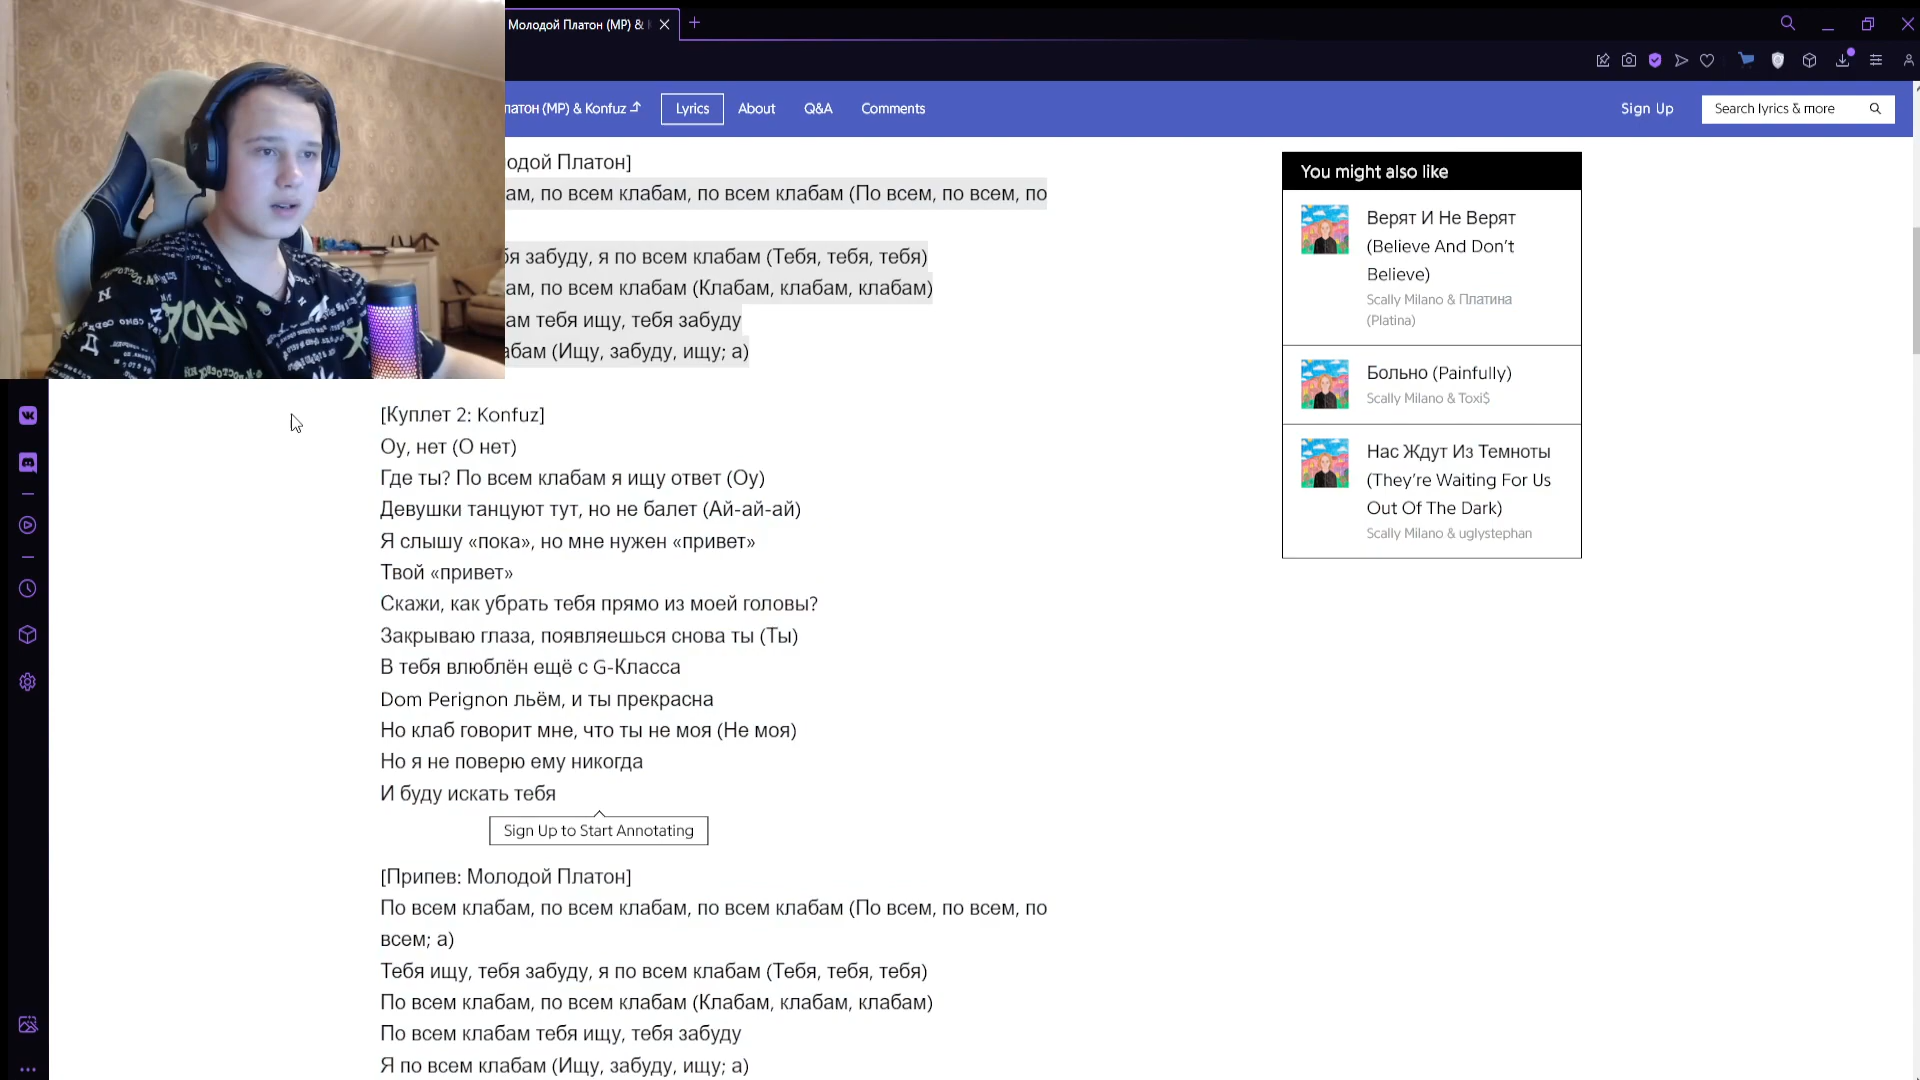 Молодой Платон (MP) &
латон (MP) & Konfuz
Lyrics
About
Q&A
Comments
Sign Up
Search lyrics & more
лодой Платон]
ам, по всем клабам, по всем клабам (По всем, по всем, по
бя забуду, я по всем клабам (Тебя, тебя, тебя)
ам, по всем клабам (Клабам, клабам, клабам)
ам тебя ищу, тебя забуду
абам (Ищу, забуду, ищу; а)
[Куплет 2: Konfuz]
Оу, нет (О нет)
Где ты? По всем клабам я ищу ответ (Оу)
Девушки танцуют тут, но не балет (Ай-ай-ай)
Я слышу «пока», но мне нужен «привет»
Твой «привет»
Скажи, как убрать тебя прямо из моей головы?
Закрываю глаза, появляешься снова ты (Ты)
В тебя влюблён ещё с G-Класса
Dom Perignon льём, и ты прекрасна
Но клаб говорит мне, что ты не моя (Не моя)
Но я не поверю ему никогда
И буду искать тебя
Sign Up to Start Annotating
[Припев: Молодой Платон]
По всем клабам, по всем клабам, по всем клабам (По всем, по всем, по
всем; а)
Тебя ищу, тебя забуду, я по всем клабам (Тебя, тебя, тебя)
По всем клабам, по всем клабам (Клабам, клабам, клабам)
По всем клабам тебя ищу, тебя забуду
Я по всем клабам (Ищу, забуду, ищу; а)
You might also like
Верят И Не Верят
(Believe And Don't
Believe)
Scally Milano & Платина
(Platina)
Больно (Painfully)
Scally Milano & Toxi$
Нас Ждут Из Темноты
(They're Waiting For Us
Out Of The Dark)
Scally Milano & uglystephan